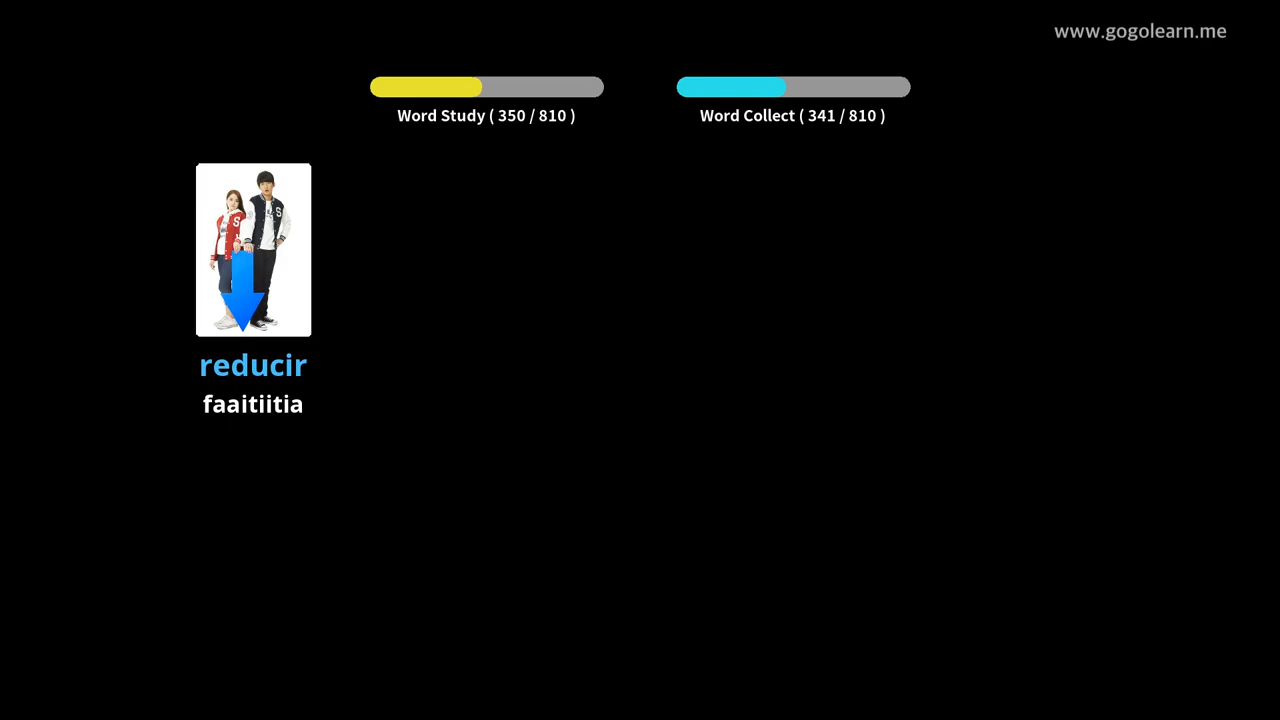 www.gogolearn.me
Word Study ( 350 / 810 )
Word Collect ( 341 / 810 )
S
S
reducir
faaitiitia